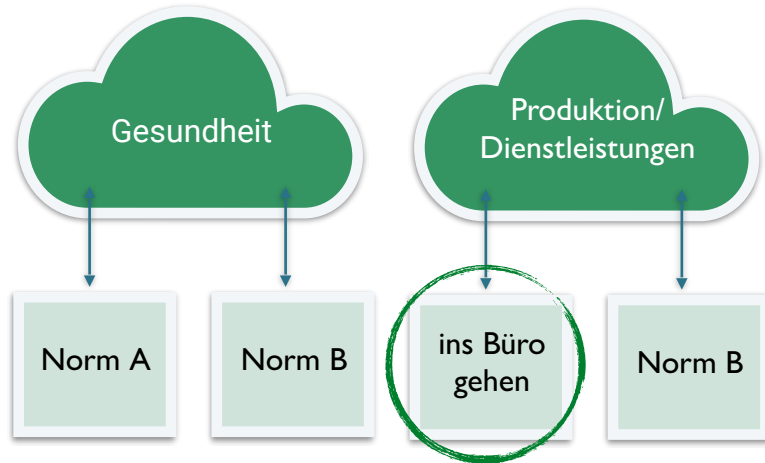 Gesundheit
Produktion/
Dienstleistungen
Norm A
Norm B
ins Büro
gehen
Norm B